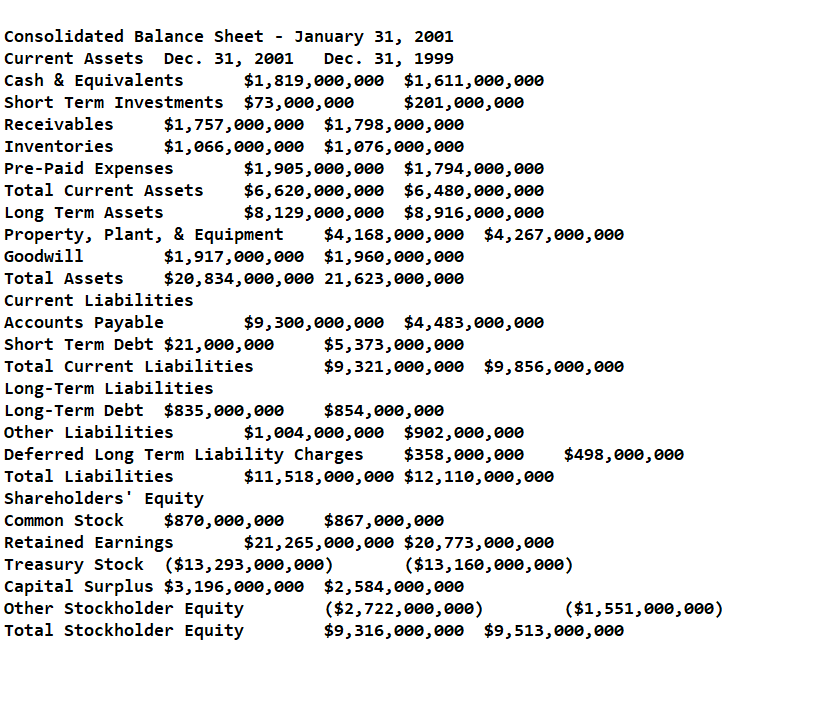 Consolidated Balance Sheet - January 31, 2001
Current Assets Dec. 31, 2001 Dec. 31, 1999
Cash & Equivalents $1,819,000,000 $1,611,000,000
Short Term Investments $73,000,000 $201,000,000
Receivables $1,757,000,000 $1,798,000,000
Inventories $1,066,000,000 $1,076,000,000
Pre-Paid Expenses $1,905,000,000 $1,794,000,000
Total Current Assets $6,620,000,000 $6,480,000,000
Long Term Assets $8,129,000,000 $8,916,000,000
Property, Plant, & Equipment $4,168,000,000 $4,267,000,000
Goodwill $1,917,000,000 $1,960,000,000
Total Assets $20,834,000,000 21,623,000,000
Current Liabilities
Accounts Payable $9,300,000,000 $4,483,000,000
Short Term Debt $21,000,000 $5,373,000,000
Total Current Liabilities $9,321,000,000 $9,856,000,000
Long-Term Liabilities
Long-Term Debt $835,000,000 $854,000,000
Other Liabilities $1,004,000,000 $902,000,000
Deferred Long Term Liability Charges $358,000,000 $498,000,000
Total Liabilities $11,518,000,000 $12,110,000,000
Shareholders' Equity
Common Stock $870,000,000 $867,000,000
Retained Earnings $21,265,000,000 $20,773,000,000
Treasury Stock ($13,293,000,000) ($13,160,000,000)
Capital Surplus $3,196,000,000 $2,584,000,000
Other Stockholder Equity ($2,722,000,000) ($1,551,000,000)
Total Stockholder Equity $9,316,000,000 $9,513,000,000